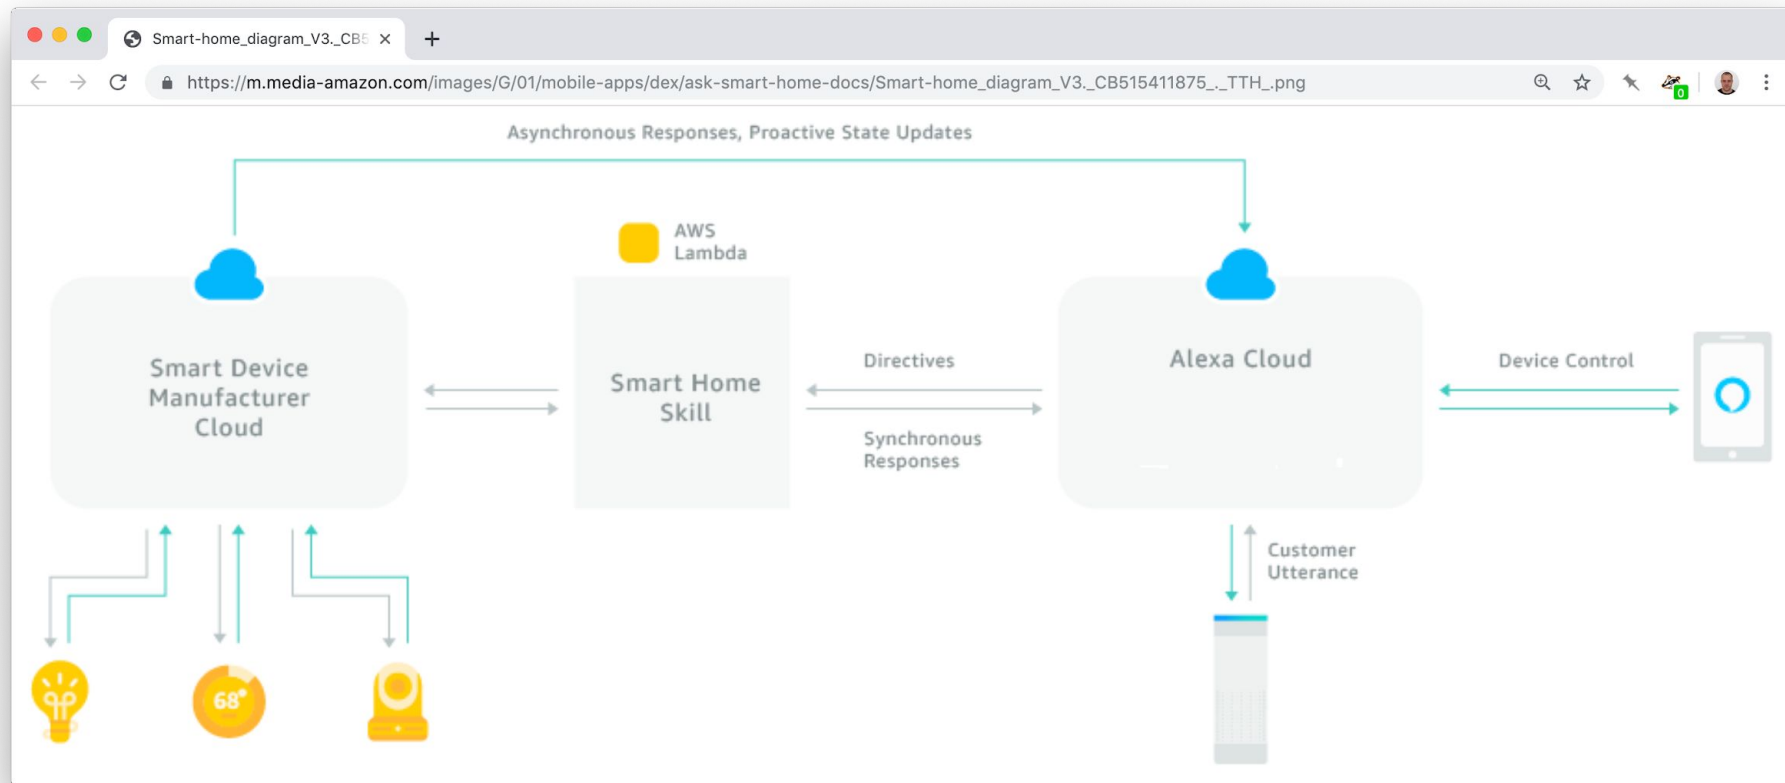 Smart-home_diagram_V3._CB5
https://m.media-amazon.com/images/G/01/mobile-apps/dex/ask-smart-home-docs/Smart-home_diagram_V3._CB515411875_._TTH_.png
0
Asynchronous Responses, Proactive State Updates
AWS
Lambda
Smart Device
Manufacturer
Cloud
Smart Home
Skill
Directives
Synchronous
Responses
Alexa Cloud
Device Control
Customer
Utterance
68°